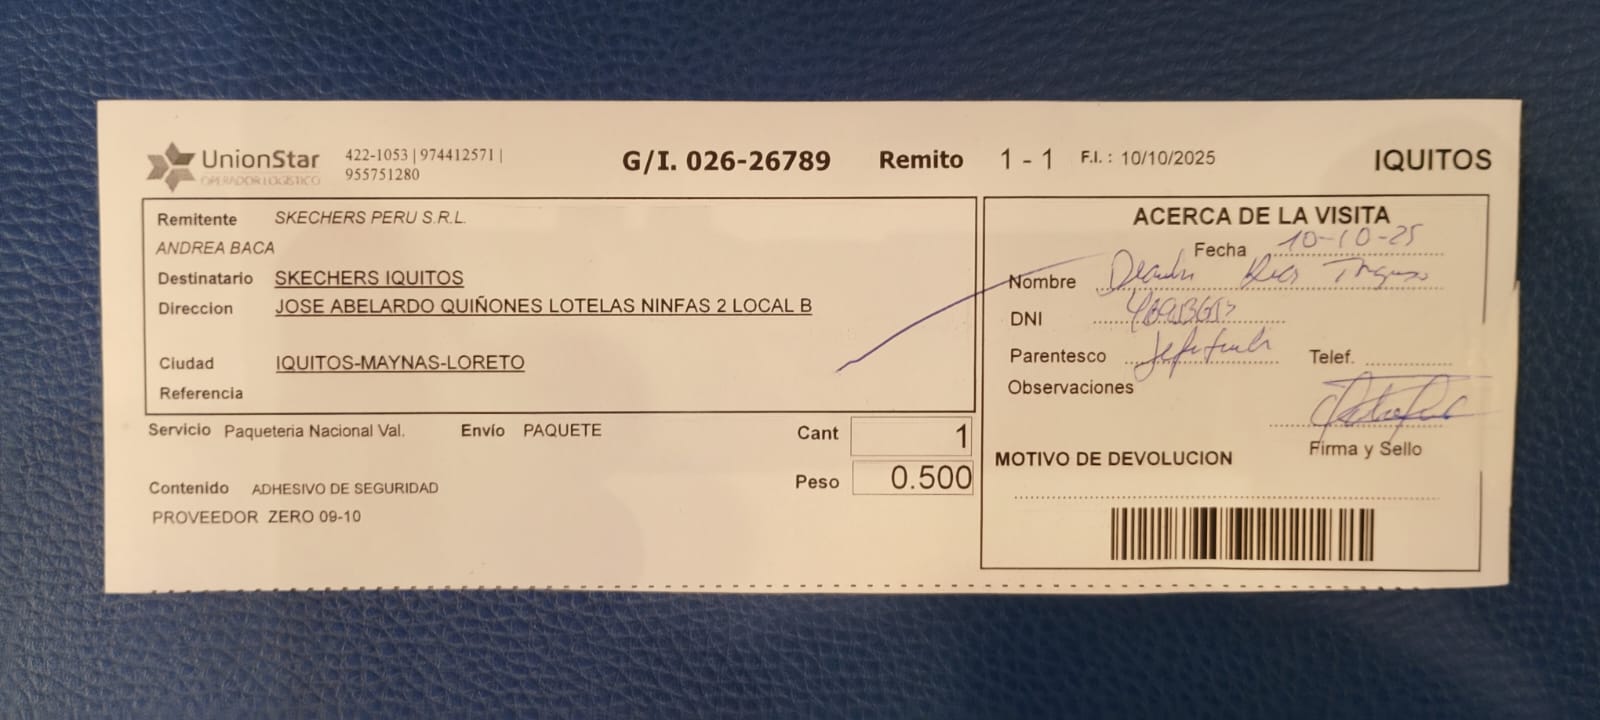 UnionStar
OPERADOR LOGISTICO
422-1053 | 974412571 |
955751280
G/I. 026-26789 Remito 1 - 1 F.I. : 10/10/2025 IQUITOS
Remitente SKECHERS PERU S.R.L.
ANDREA BACA
Destinatario SKECHERS IQUITOS
Direccion JOSE ABELARDO QUIÑONES LOTELAS NINFAS 2 LOCAL B
Ciudad IQUITOS-MAYNAS-LORETO
Referencia
Servicio Paqueteria Nacional Val. Envío PAQUETE Cant 1
Peso 0.500
Contenido ADHESIVO DE SEGURIDAD
PROVEEDOR ZERO 09-10
ACERCA DE LA VISITA
Fecha 10-10-25
Nombre
DNI
Parentesco Telef.
Observaciones
Firma y Sello
MOTIVO DE DEVOLUCION